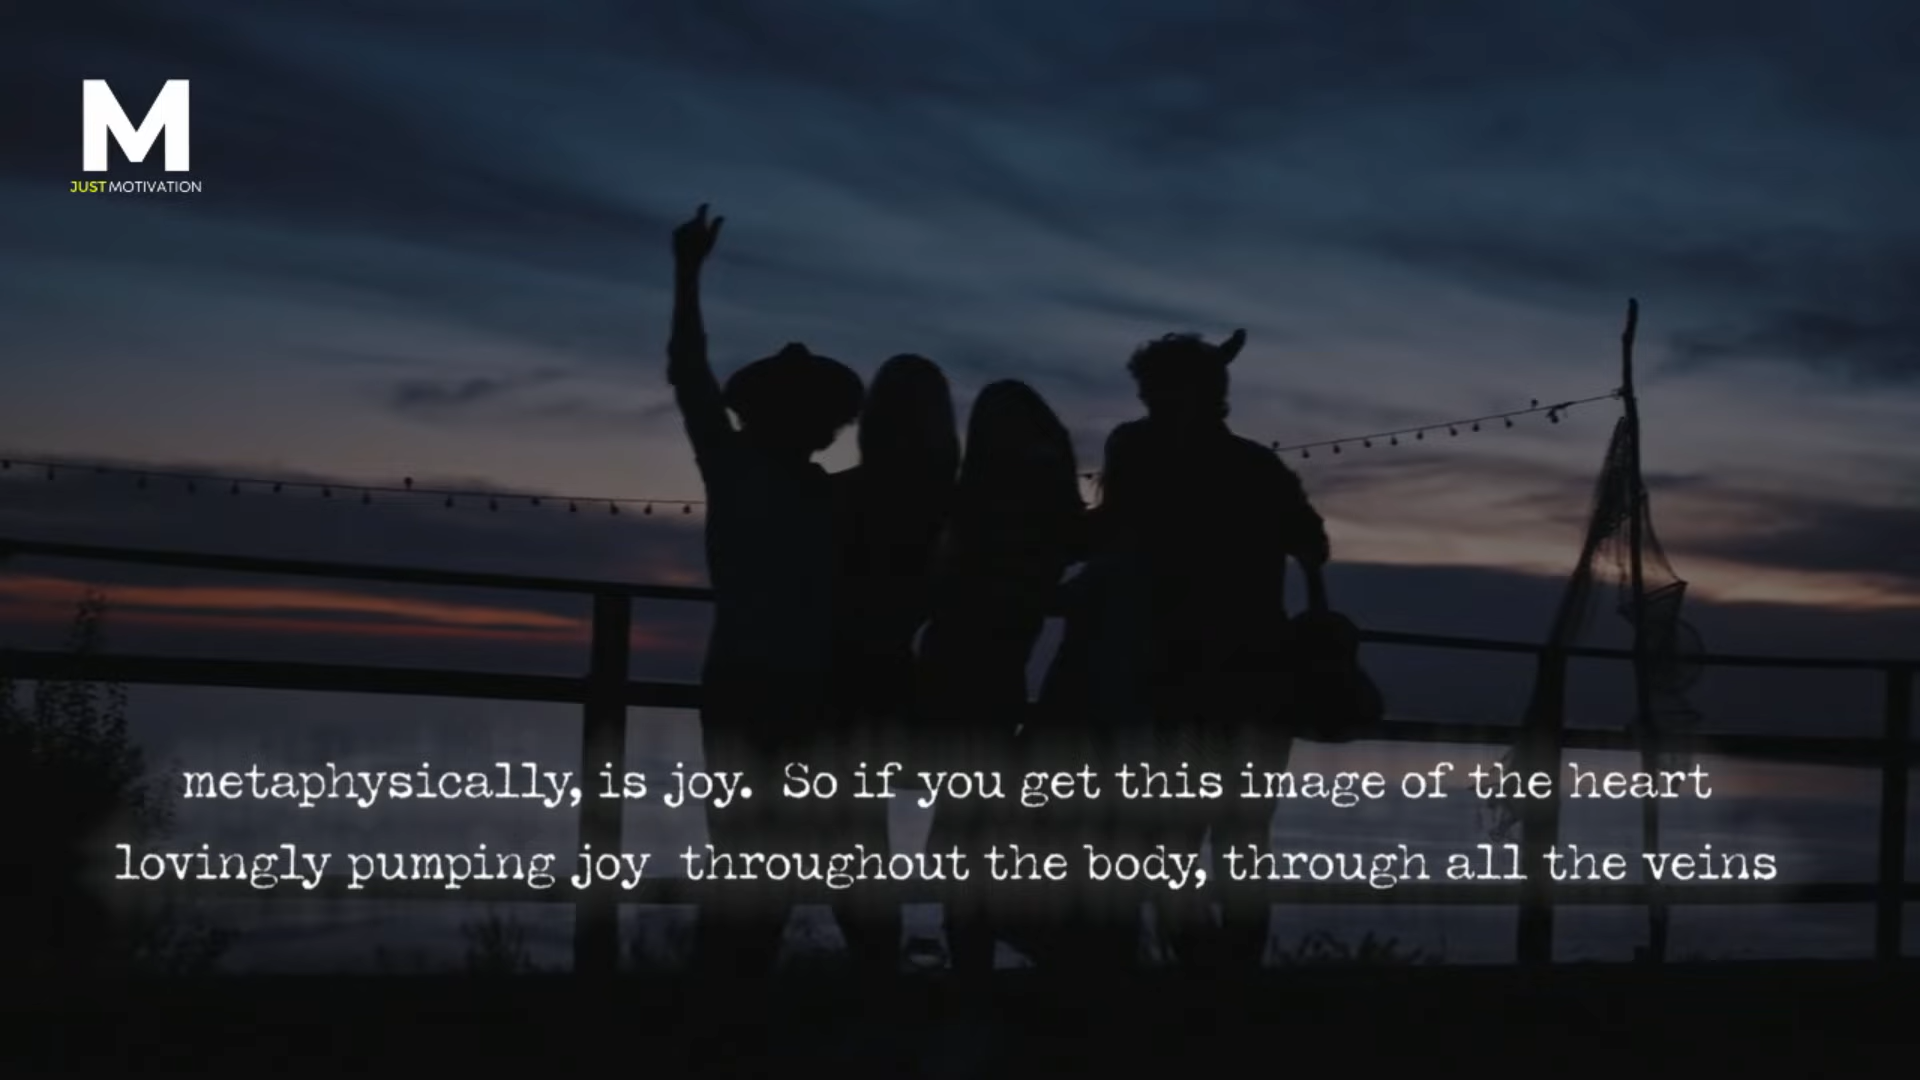 M
JUST MOTIVATION
metaphysically, is joy.  So if you get this image of the heart
lovingly pumping joy  throughout the body, through all the veins